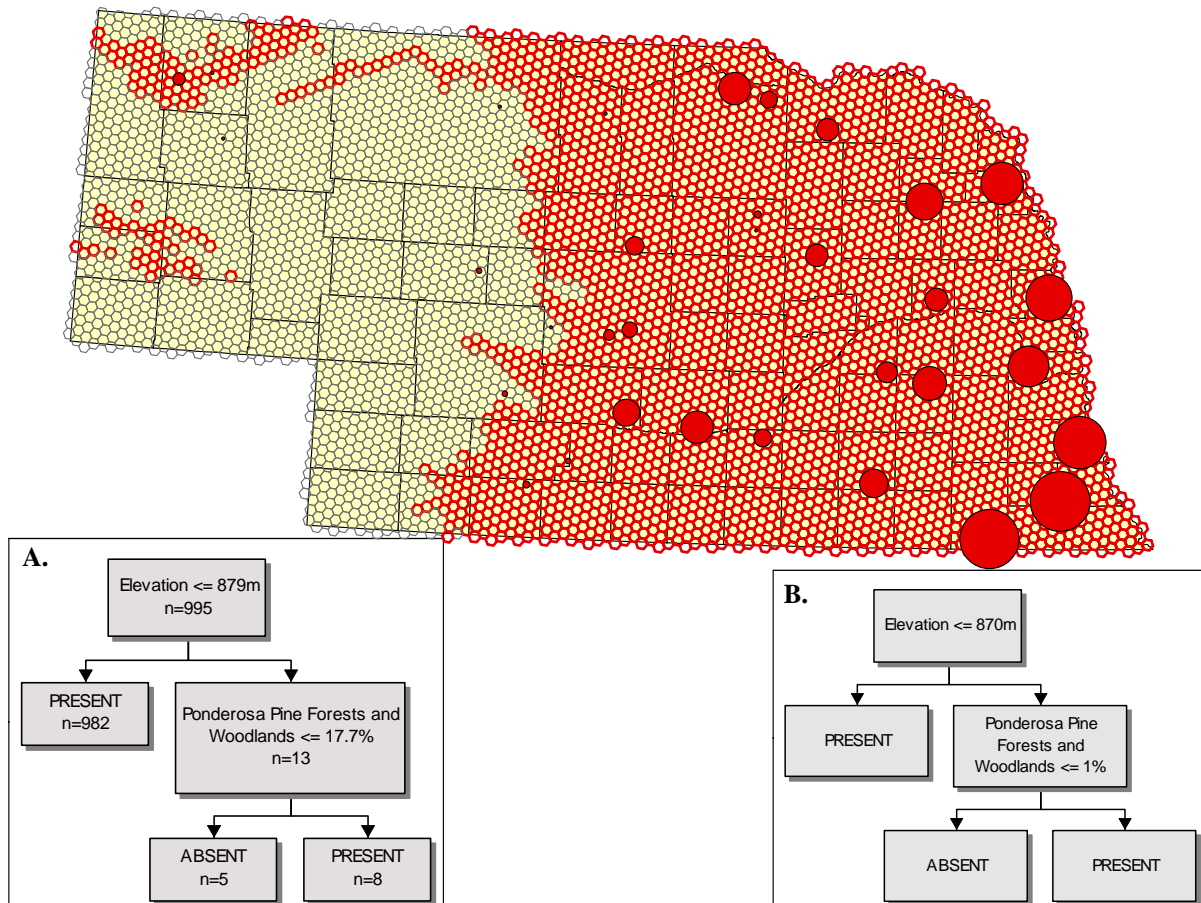 A.
Elevation <= 879m
n=995
PRESENT
n=982
Ponderosa Pine Forests and
Woodlands <= 17.7%
n=13
ABSENT
n=5
PRESENT
n=8
B.
Elevation <= 870m
PRESENT
Ponderosa Pine
Forests and
Woodlands <= 1%
ABSENT
PRESENT